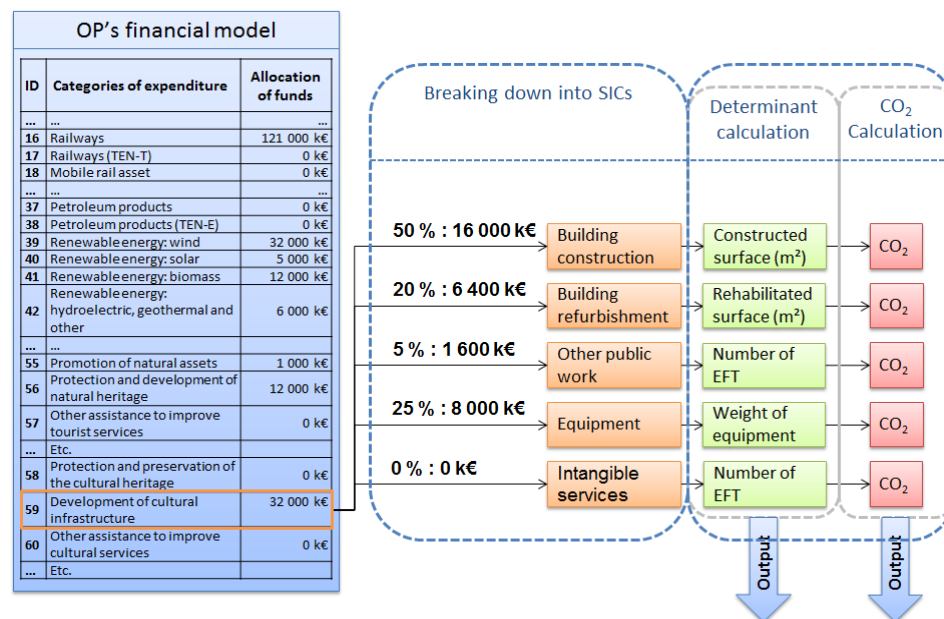 OP's financial model
ID Categories of expenditure Allocation
of funds
... ... ...
16 Railways 121 000 k€
17 Railways (TEN-T) 0 k€
18 Mobile rail asset 0 k€
... ... ...
37 Petroleum products 0 k€
38 Petroleum products (TEN-E) 0 k€
39 Renewable energy: wind 32 000 k€
40 Renewable energy: solar 5 000 k€
41 Renewable energy: biomass 12 000 k€
42 Renewable energy:
hydroelectric, geothermal and
other 6 000 k€
... ...
55 Promotion of natural assets 1 000 k€
56 Protection and development of
natural heritage 12 000 k€
57 Other assistance to improve
tourist services 0 k€
... Etc.
58 Protection and preservation of
the cultural heritage 0 k€
59 Development of cultural
infrastructure 32 000 k€
60 Other assistance to improve
cultural services 0 k€
... Etc.
Breaking down into SICs
Determinant
calculation
CO2
Calculation
50 % : 16 000 k€
Building
construction
Constructed
surface (m²)
CO2
20 % : 6 400 k€
Building
refurbishment
Rehabilitated
surface (m²)
CO2
5 % : 1 600 k€
Other public
work
Number of
EFT
CO2
25 % : 8 000 k€
Equipment
Weight of
equipment
CO2
0 % : 0 k€
Intangible
services
Number of
EFT
CO2
Output
Output